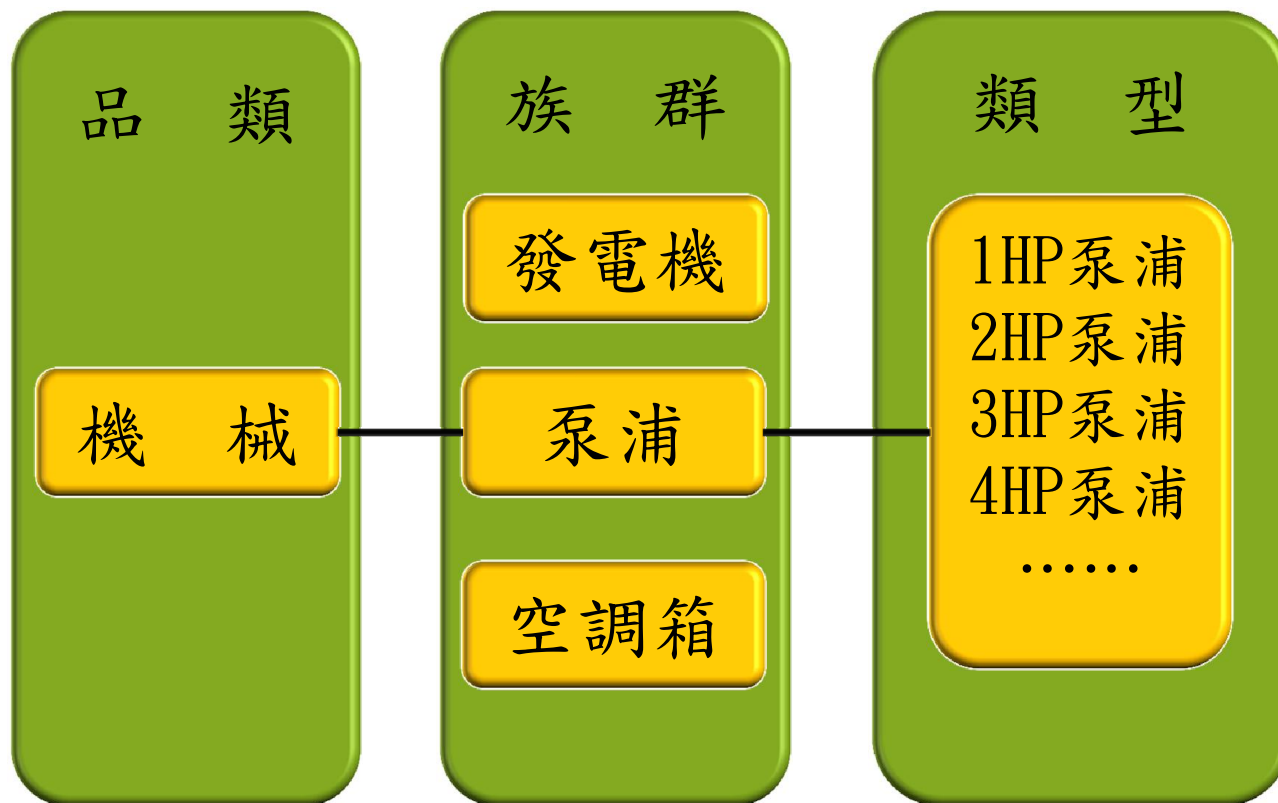 品 類
機 械
族 群
發電機
泵浦
空調箱
類 型
1HP泵浦
2HP泵浦
3HP泵浦
4HP泵浦
......